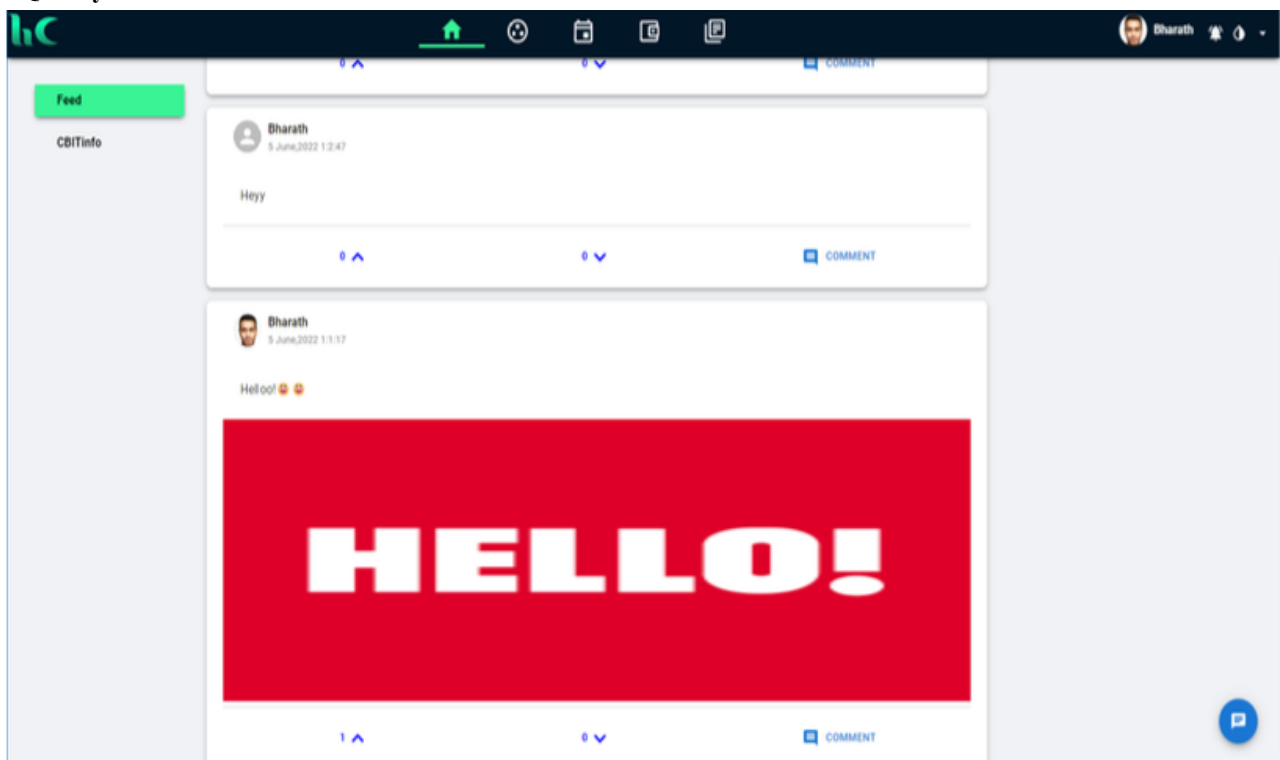 hC
Bharath
0
0
COMMENT
Feed
CBITinfo
Bharath
5 June,2022 1:2:47
Heyy
0
0
COMMENT
Bharath
5 June,2022 1:1:17
Helloo!
HELLO!
1
0
COMMENT